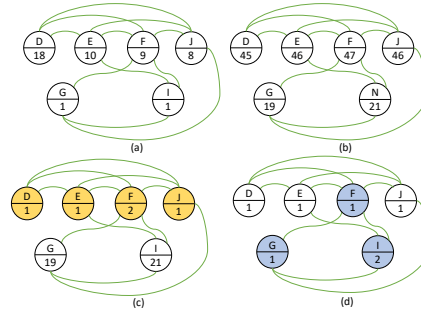 D E F J
18 10 9 8
G I
1 1
(a)
D E F J
45 46 47 46
G N
19 21
(b)
D E F J
1 1 2 1
G I
19 21
(c)
D E F J
1 1 1 1
G I
1 2
(d)